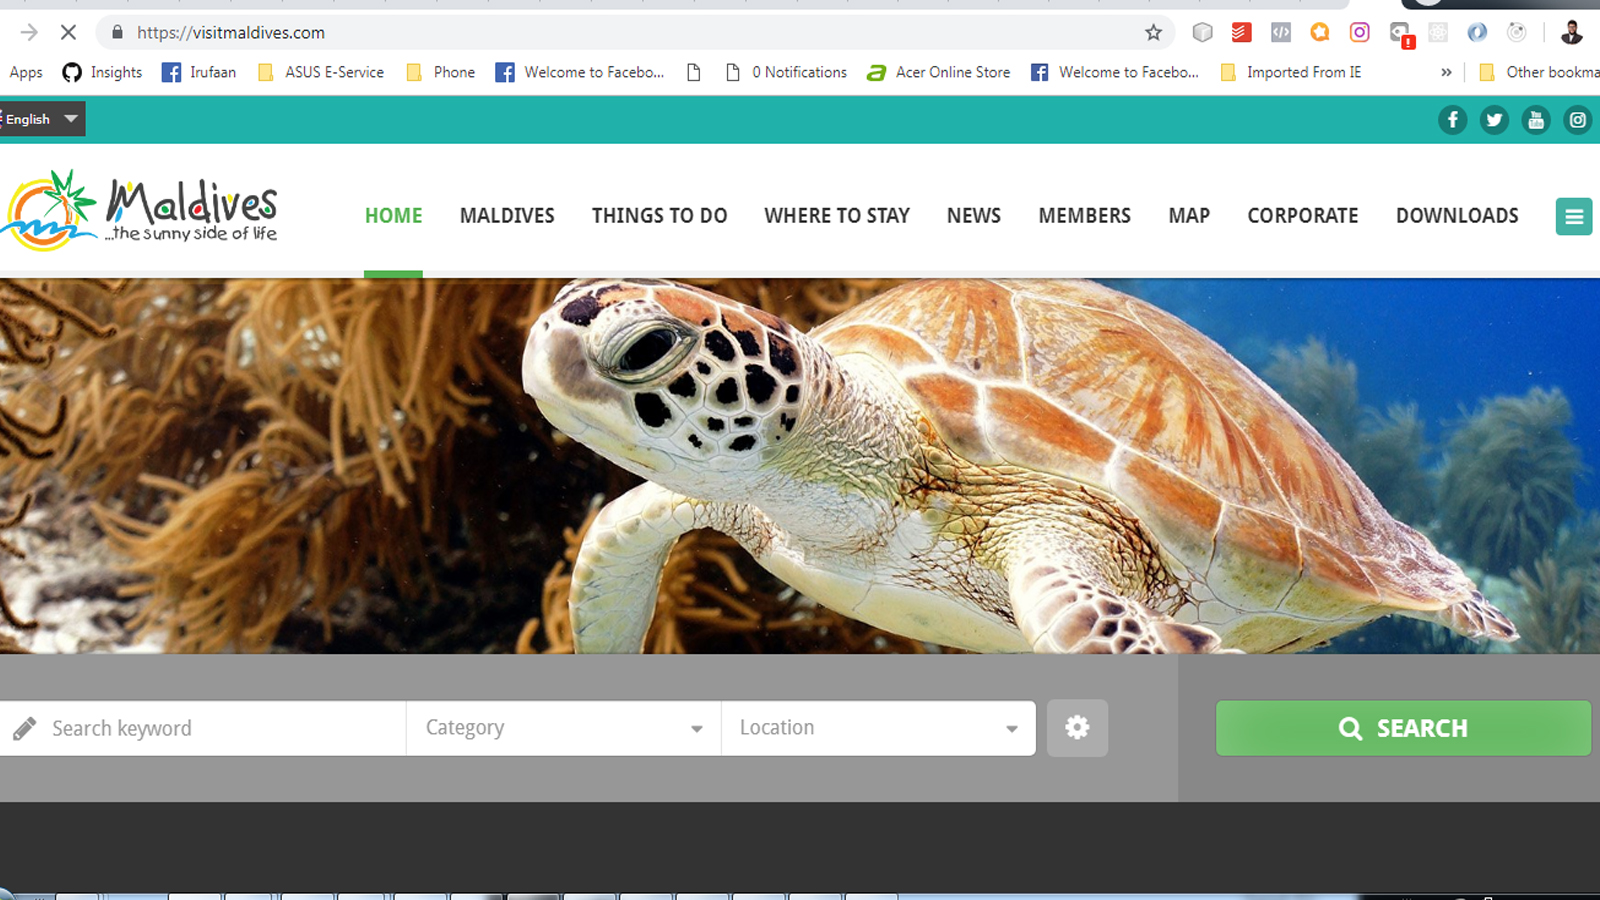 https://visitmaldives.com
Apps Insights Irufaan ASUS E-Service Phone Welcome to Facebo... 0 Notifications Acer Online Store Welcome to Facebo... Imported From IE » Other bookma
English
Maldives
...the sunny side of life
HOME MALDIVES THINGS TO DO WHERE TO STAY NEWS MEMBERS MAP CORPORATE DOWNLOADS
Search keyword Category Location SEARCH